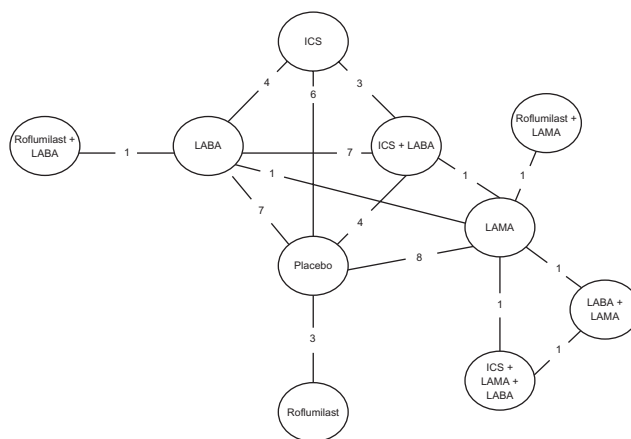 ICS
4
6
3
Roflumilast +
LABA
1
LABA
7
ICS + LABA
Roflumilast +
LAMA
1
1
1
7
4
LAMA
Placebo
8
1
LABA +
LAMA
3
1
1
ICS +
LAMA +
LABA
Roflumilast